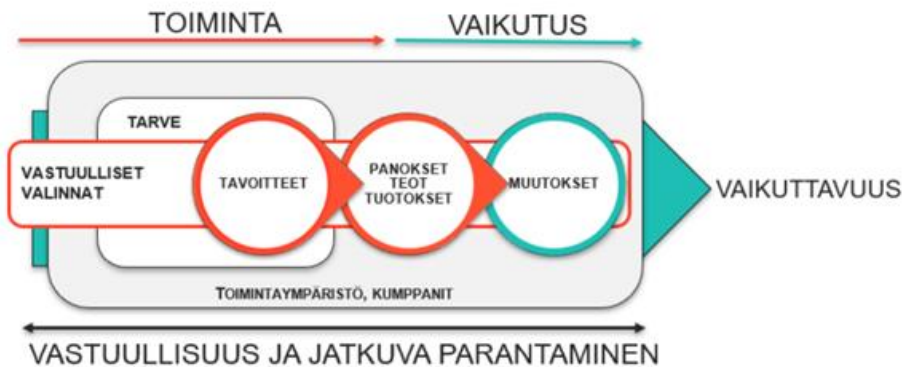 TOIMINTA
VAIKUTUS
TARVE
VASTUULLISET
VALINNAT
TAVOITTEET
PANOKSET
TEOT
TUOTOKSET
MUUTOKSET
VAIKUTTAVUUS
TOIMINTAYMPÄRISTÖ, KUMPPANIT
VASTUULLISUUS JA JATKUVA PARANTAMINEN